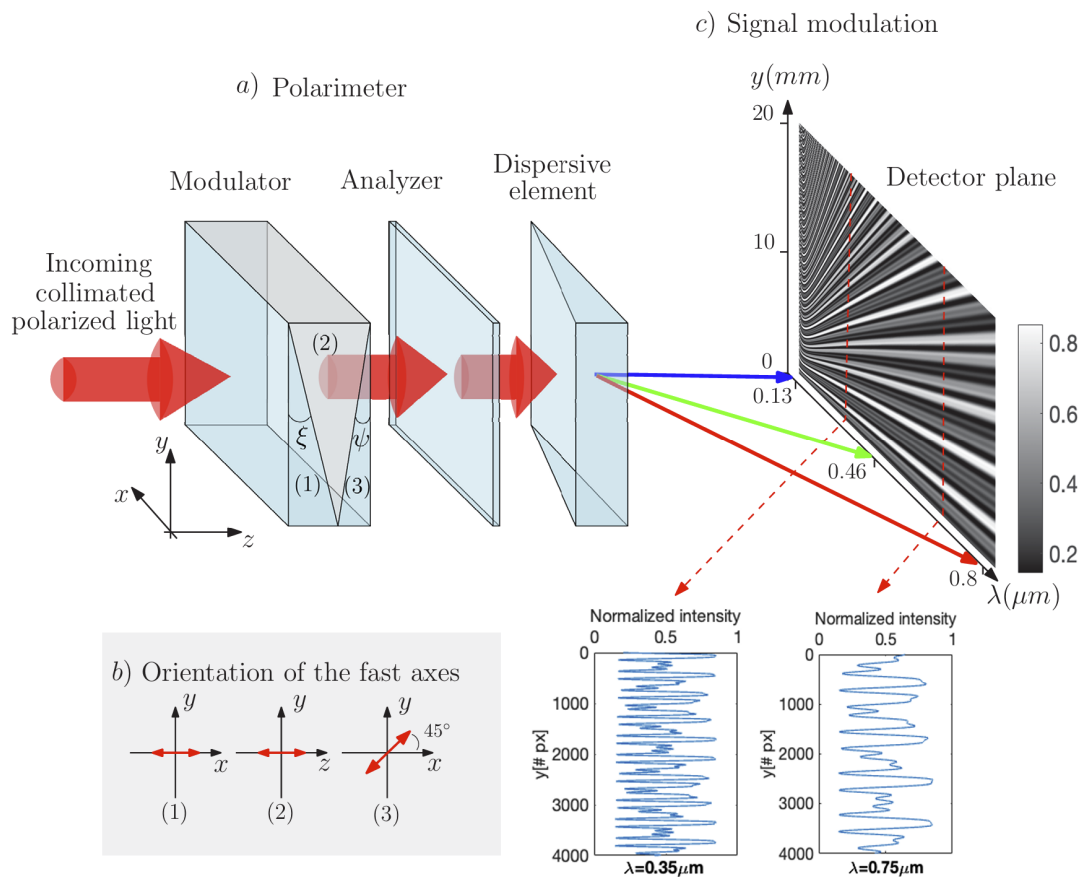 c) Signal modulation
a) Polarimeter
y(mm)
20
10
0
Modulator
Analyzer
Dispersive
element
Detector plane
Incoming
collimated
polarized light
(2)
ξ
ψ
(1)
(3)
y
x
z
0.13
0.46
0.8
λ(μm)
0.8
0.6
0.4
0.2
b) Orientation of the fast axes
y
x
(1)
y
z
(2)
y
45°
x
(3)
Normalized intensity
0 0.5 1
0
1000
2000
3000
4000
y[# px]
λ=0.35μm
Normalized intensity
0 0.5 1
0
1000
2000
3000
4000
y[# px]
λ=0.75μm